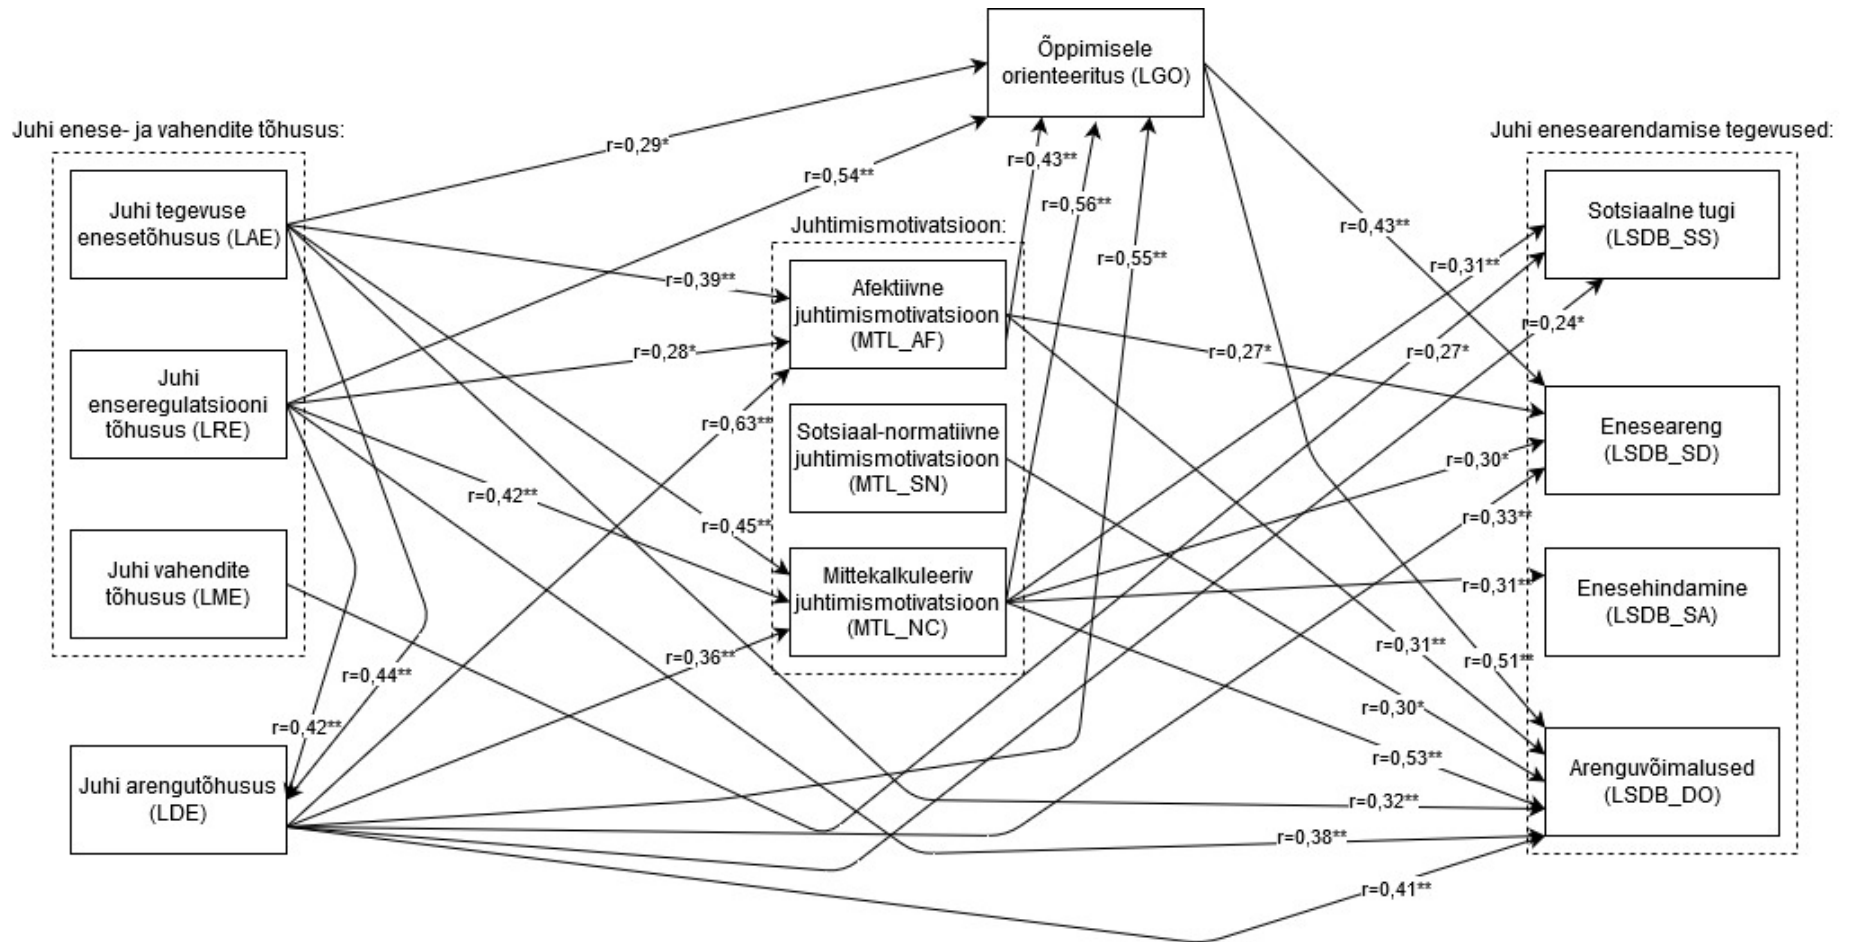 Õppimisele
orienteeritus (LGO)
Juhi enese- ja vahendite tõhusus:
Juhi enesearendamise tegevused:
r=0,29*
r=0,43**
r=0,54**
Juhi tegevuse
enesetõhusus (LAE)
r=0,56**
Juhtimismotivatsioon:
r=0,43**
Sotsiaalne tugi
(LSDB_SS)
r=0,55**
r=0,31**
r=0,39**
Afektiivne
juhtimismotivatsioon
(MTL_AF)
r=0,24*
r=0,28*
r=0,27*
r=0,27*
Juhi
enseregulatsiooni
tõhusus (LRE)
r=0,63**
Sotsiaal-normatiivne
juhtimismotivatsioon
(MTL_SN)
Eneseareng
(LSDB_SD)
r=0,30*
r=0,42**
r=0,45**
r=0,33**
Juhi vahendite
tõhusus (LME)
Mittekalkuleeriv
juhtimismotivatsioon
(MTL_NC)
r=0,31**
Enesehindamine
(LSDB_SA)
r=0,36**
r=0,31**
r=0,51**
r=0,44**
r=0,30*
r=0,42**
r=0,53**
Juhi arengutõhusus
(LDE)
Arenguvõimalused
(LSDB_DO)
r=0,32**
r=0,38**
r=0,41**